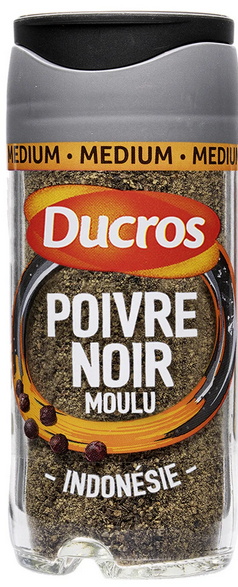 MEDIUM • MEDIUM • MEDIUM
Ducros
POIVRE
NOIR
MOULU
- INDONÉSIE -